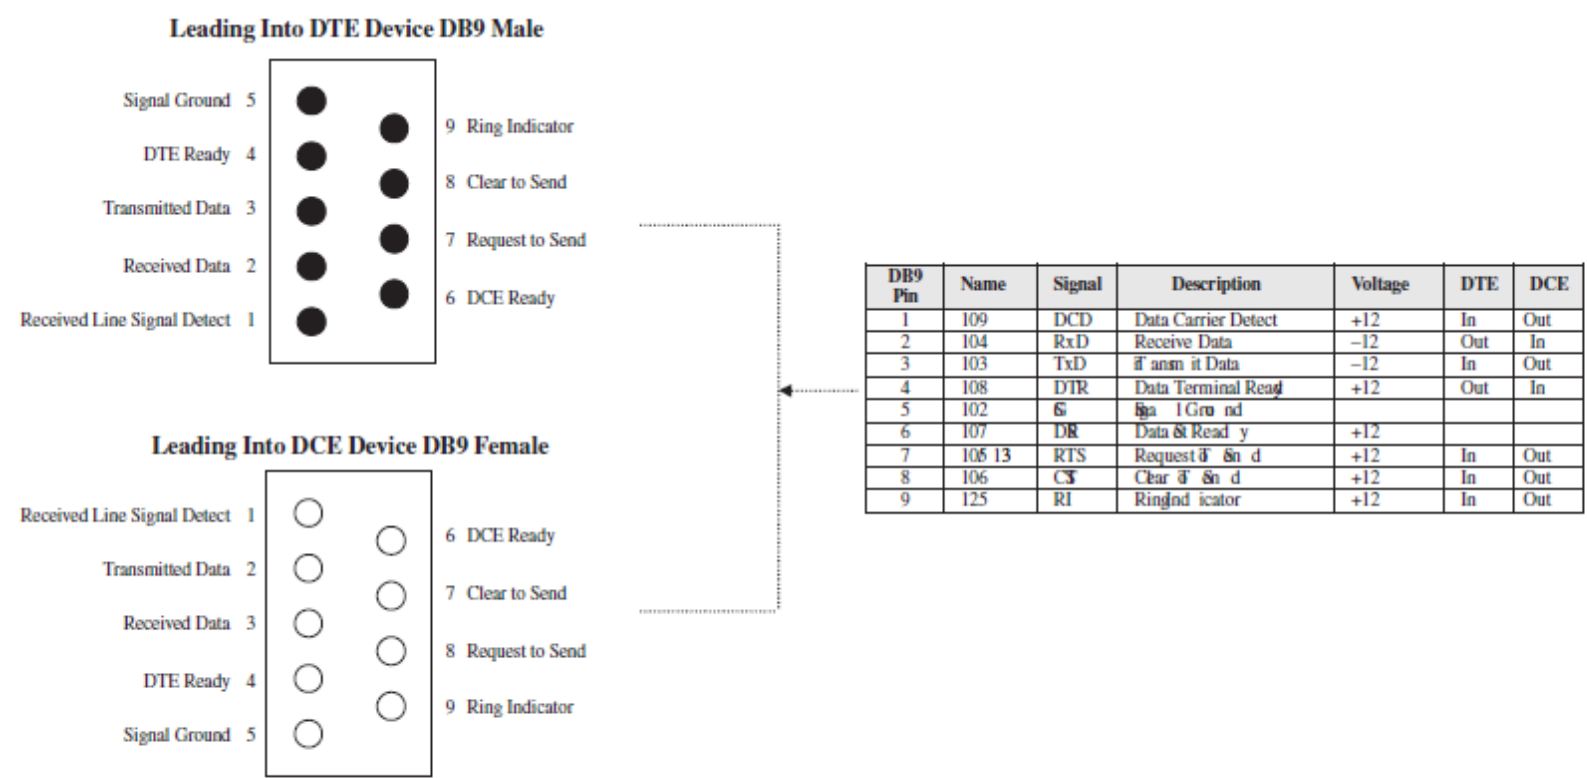 Leading Into DTE Device DB9 Male
Signal Ground 5
9 Ring Indicator
DTE Ready 4
8 Clear to Send
Transmitted Data 3
7 Request to Send
Received Data 2
6 DCE Ready
Received Line Signal Detect 1
Leading Into DCE Device DB9 Female
Received Line Signal Detect 1
6 DCE Ready
Transmitted Data 2
7 Clear to Send
Received Data 3
8 Request to Send
DTE Ready 4
9 Ring Indicator
Signal Ground 5
DB9 Pin Name Signal Description Voltage DTE DCE
1 109 DCD Data Carrier Detect +12 In Out
2 104 RxD Receive Data –12 Out In
3 103 TxD it Data –12 In Out
4 108 DTR Data Terminal Ready +12 Out In
5 102
6 107 Data +12
7 RTS Request +12 In Out
8 106 +12 In Out
9 125 RI icator +12 In Out